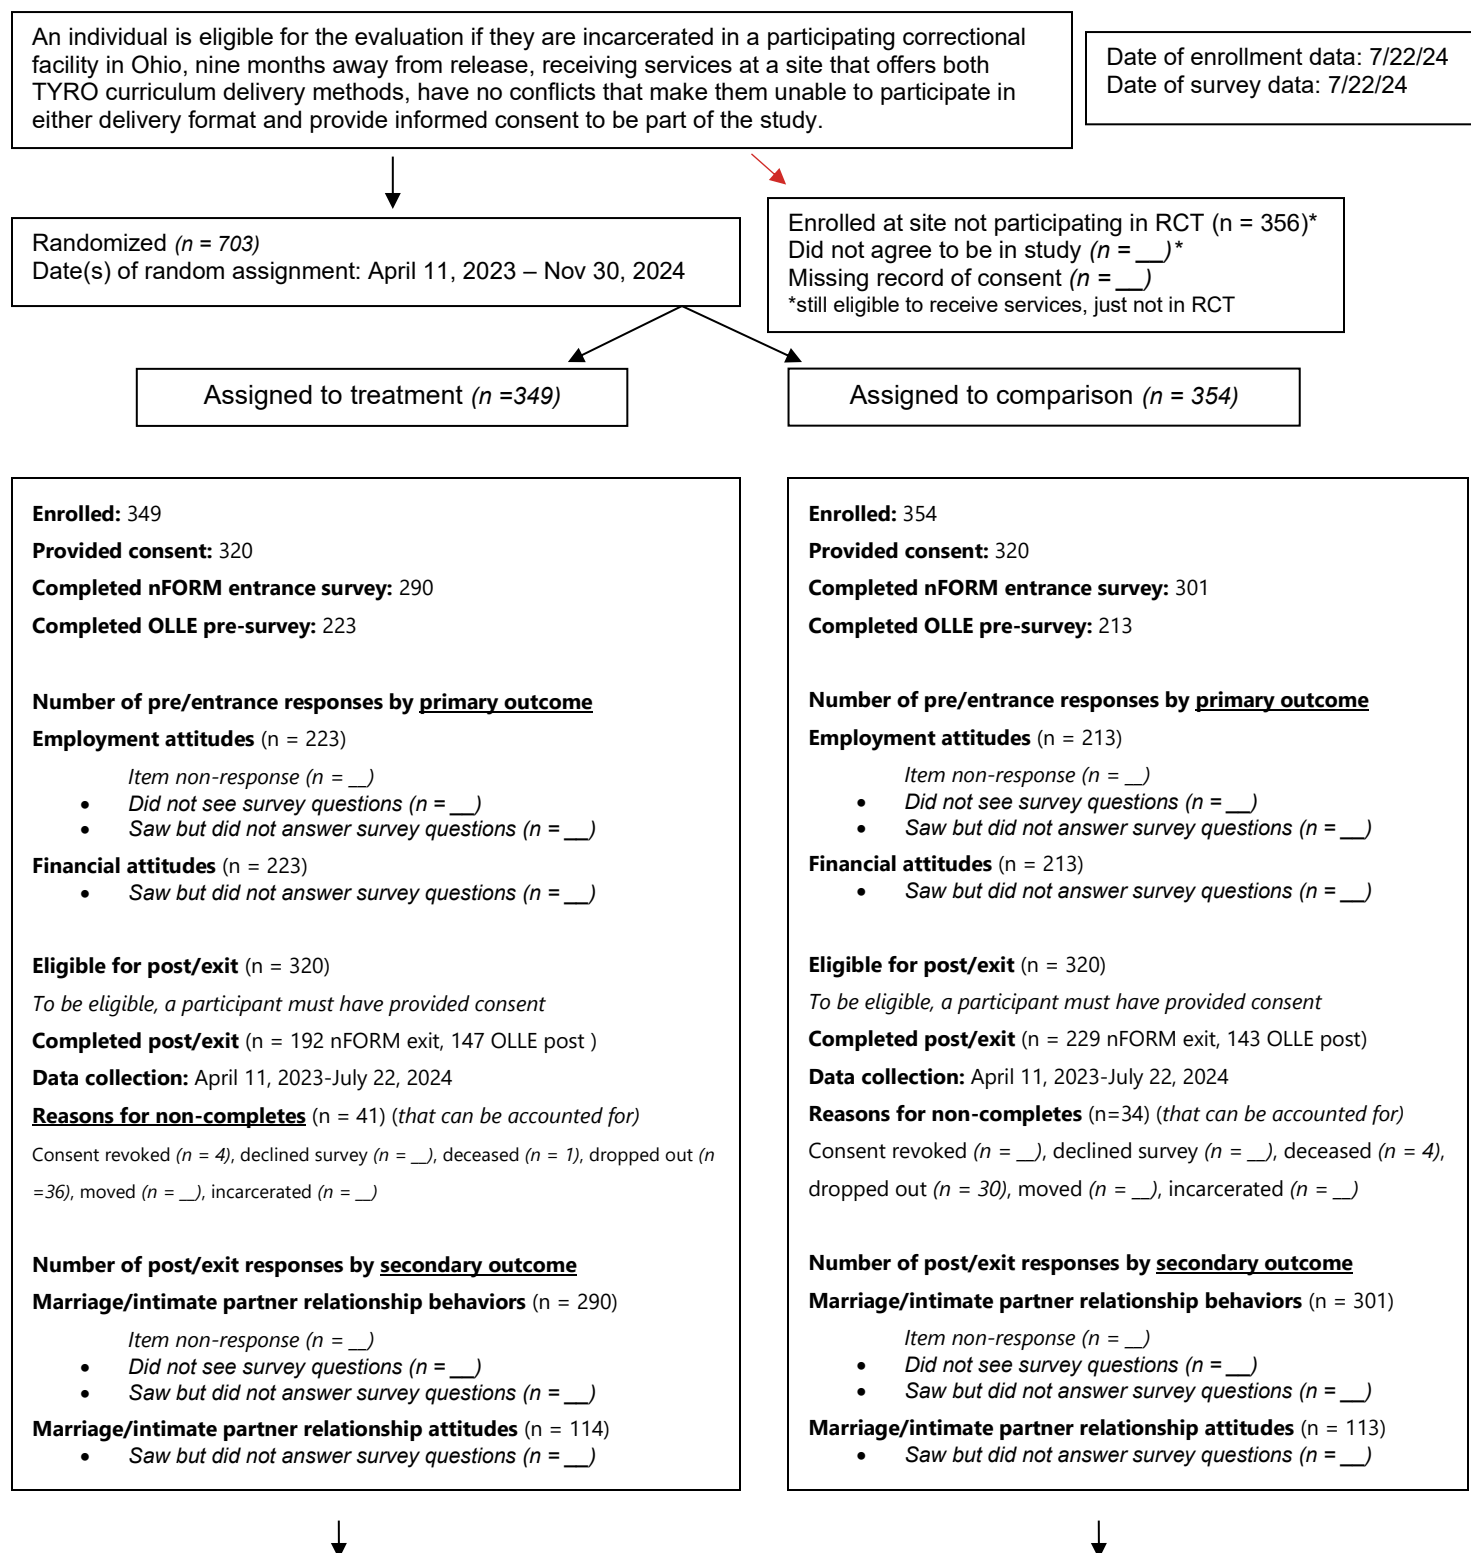 An individual is eligible for the evaluation if they are incarcerated in a participating correctional
facility in Ohio, nine months away from release, receiving services at a site that offers both
TYRO curriculum delivery methods, have no conflicts that make them unable to participate in
either delivery format and provide informed consent to be part of the study.
Date of enrollment data: 7/22/24
Date of survey data: 7/22/24
Randomized (n = 703)
Date(s) of random assignment: April 11, 2023 – Nov 30, 2024
Enrolled at site not participating in RCT (n = 356)*
Did not agree to be in study (n = __)*
Missing record of consent (n = __)
*still eligible to receive services, just not in RCT
Assigned to treatment (n =349)
Assigned to comparison (n = 354)
Enrolled: 349
Provided consent: 320
Completed nFORM entrance survey: 290
Completed OLLE pre-survey: 223
Number of pre/entrance responses by primary outcome
Employment attitudes (n = 223)
Item non-response (n = __)
• Did not see survey questions (n = __)
• Saw but did not answer survey questions (n = __)
Financial attitudes (n = 223)
• Saw but did not answer survey questions (n = __)
Eligible for post/exit (n = 320)
To be eligible, a participant must have provided consent
Completed post/exit (n = 192 nFORM exit, 147 OLLE post )
Data collection: April 11, 2023-July 22, 2024
Reasons for non-completes (n = 41) (that can be accounted for)
Consent revoked (n = 4), declined survey (n = __), deceased (n = 1), dropped out (n
=36), moved (n = __), incarcerated (n = __)
Number of post/exit responses by secondary outcome
Marriage/intimate partner relationship behaviors (n = 290)
Item non-response (n = __)
• Did not see survey questions (n = __)
• Saw but did not answer survey questions (n = __)
Marriage/intimate partner relationship attitudes (n = 114)
• Saw but did not answer survey questions (n = __)
Enrolled: 354
Provided consent: 320
Completed nFORM entrance survey: 301
Completed OLLE pre-survey: 213
Number of pre/entrance responses by primary outcome
Employment attitudes (n = 213)
Item non-response (n = __)
• Did not see survey questions (n = __)
• Saw but did not answer survey questions (n = __)
Financial attitudes (n = 213)
• Saw but did not answer survey questions (n = __)
Eligible for post/exit (n = 320)
To be eligible, a participant must have provided consent
Completed post/exit (n = 229 nFORM exit, 143 OLLE post)
Data collection: April 11, 2023-July 22, 2024
Reasons for non-completes (n=34) (that can be accounted for)
Consent revoked (n = __), declined survey (n = __), deceased (n = 4),
dropped out (n = 30), moved (n = __), incarcerated (n = __)
Number of post/exit responses by secondary outcome
Marriage/intimate partner relationship behaviors (n = 301)
Item non-response (n = __)
• Did not see survey questions (n = __)
• Saw but did not answer survey questions (n = __)
Marriage/intimate partner relationship attitudes (n = 113)
• Saw but did not answer survey questions (n = __)